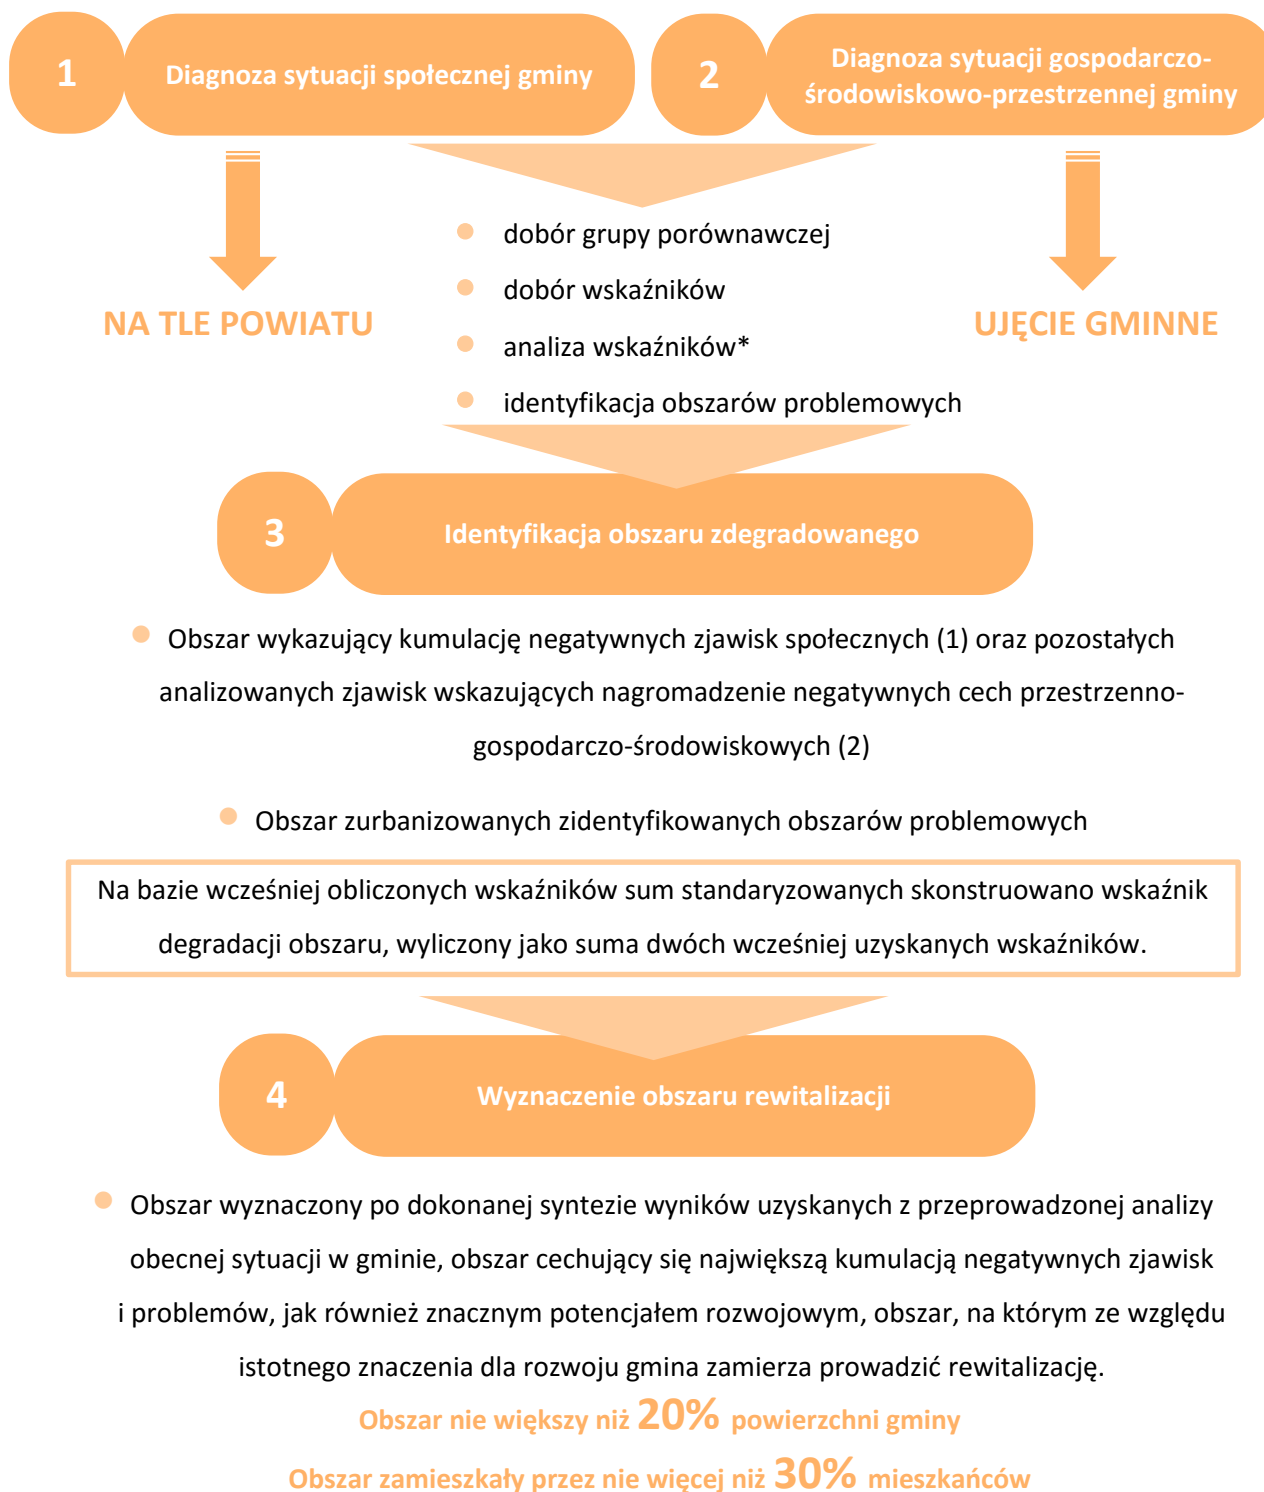 1
Diagnoza sytuacji społecznej gminy
2
Diagnoza sytuacji gospodarczo-
środowiskowo-przestrzennej gminy
NA TLE POWIATU
dobór grupy porównawczej
dobór wskaźników
analiza wskaźników*
identyfikacja obszarów problemowych
UJĘCIE GMINNE
3
Identyfikacja obszaru zdegradowanego
Obszar wykazujący kumulację negatywnych zjawisk społecznych (1) oraz pozostałych
analizowanych zjawisk wskazujących nagromadzenie negatywnych cech przestrzenno-
gospodarczo-środowiskowych (2)
Obszar zurbanizowanych zidentyfikowanych obszarów problemowych
Na bazie wcześniej obliczonych wskaźników sum standaryzowanych skonstruowano wskaźnik
degradacji obszaru, wyliczony jako suma dwóch wcześniej uzyskanych wskaźników.
4
Wyznaczenie obszaru rewitalizacji
Obszar wyznaczony po dokonanej syntezie wyników uzyskanych z przeprowadzonej analizy
obecnej sytuacji w gminie, obszar cechujący się największą kumulacją negatywnych zjawisk
i problemów, jak również znacznym potencjałem rozwojowym, obszar, na którym ze względu
istotnego znaczenia dla rozwoju gmina zamierza prowadzić rewitalizację.
Obszar nie większy niż 20% powierzchni gminy
Obszar zamieszkały przez nie więcej niż 30% mieszkańców